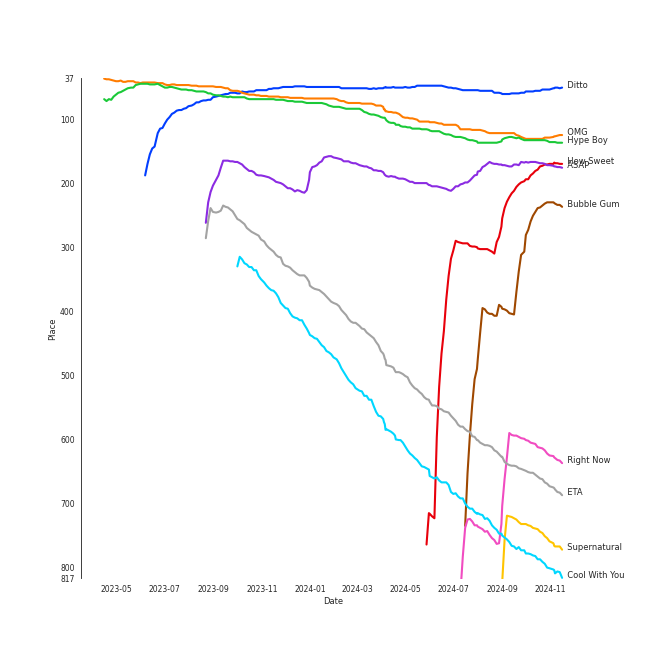 37
100
200
300
400
500
600
700
800
817
Place
2023-05
2023-07
2023-09
2023-11
2024-01
2024-03
2024-05
2024-07
2024-09
2024-11
Date
Ditto
OMG
Hype Boy
How Sweet
ASAP
Bubble Gum
Right Now
ETA
Supernatural
Cool With You